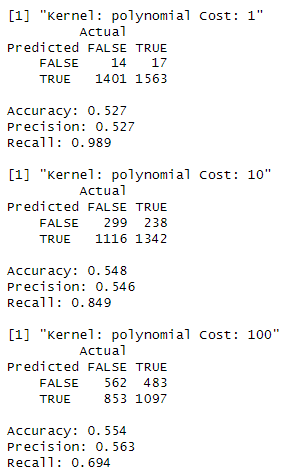 [1] "Kernel: polynomial Cost: 1"
Actual
Predicted FALSE TRUE
FALSE 14 17
TRUE 1401 1563
Accuracy: 0.527
Precision: 0.527
Recall: 0.989
[1] "Kernel: polynomial Cost: 10"
Actual
Predicted FALSE TRUE
FALSE 299 238
TRUE 1116 1342
Accuracy: 0.548
Precision: 0.546
Recall: 0.849
[1] "Kernel: polynomial Cost: 100"
Actual
Predicted FALSE TRUE
FALSE 562 483
TRUE 853 1097
Accuracy: 0.554
Precision: 0.563
Recall: 0.694